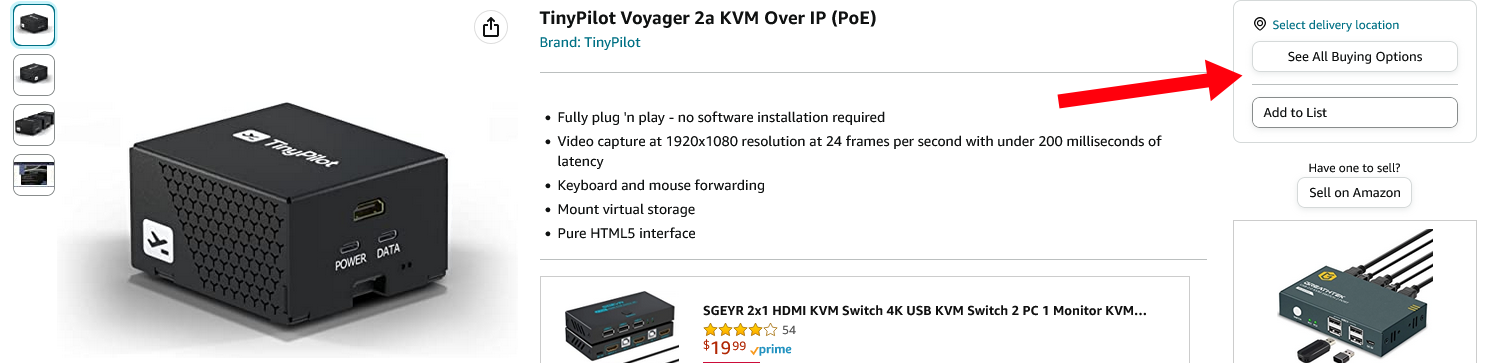 TinyPilot Voyager 2a KVM Over IP (PoE)
Brand: TinyPilot
Fully plug 'n play - no software installation required
Video capture at 1920x1080 resolution at 24 frames per second with under 200 milliseconds of
latency
Keyboard and mouse forwarding
Mount virtual storage
Pure HTML5 interface
TinyPilot
POWER
DATA
SGEYR 2x1 HDMI KVM Switch 4K USB KVM Switch 2 PC 1 Monitor KVM...
54
$19 99 prime
Select delivery location
See All Buying Options
Add to List
Have one to sell?
Sell on Amazon
GREATHTEK